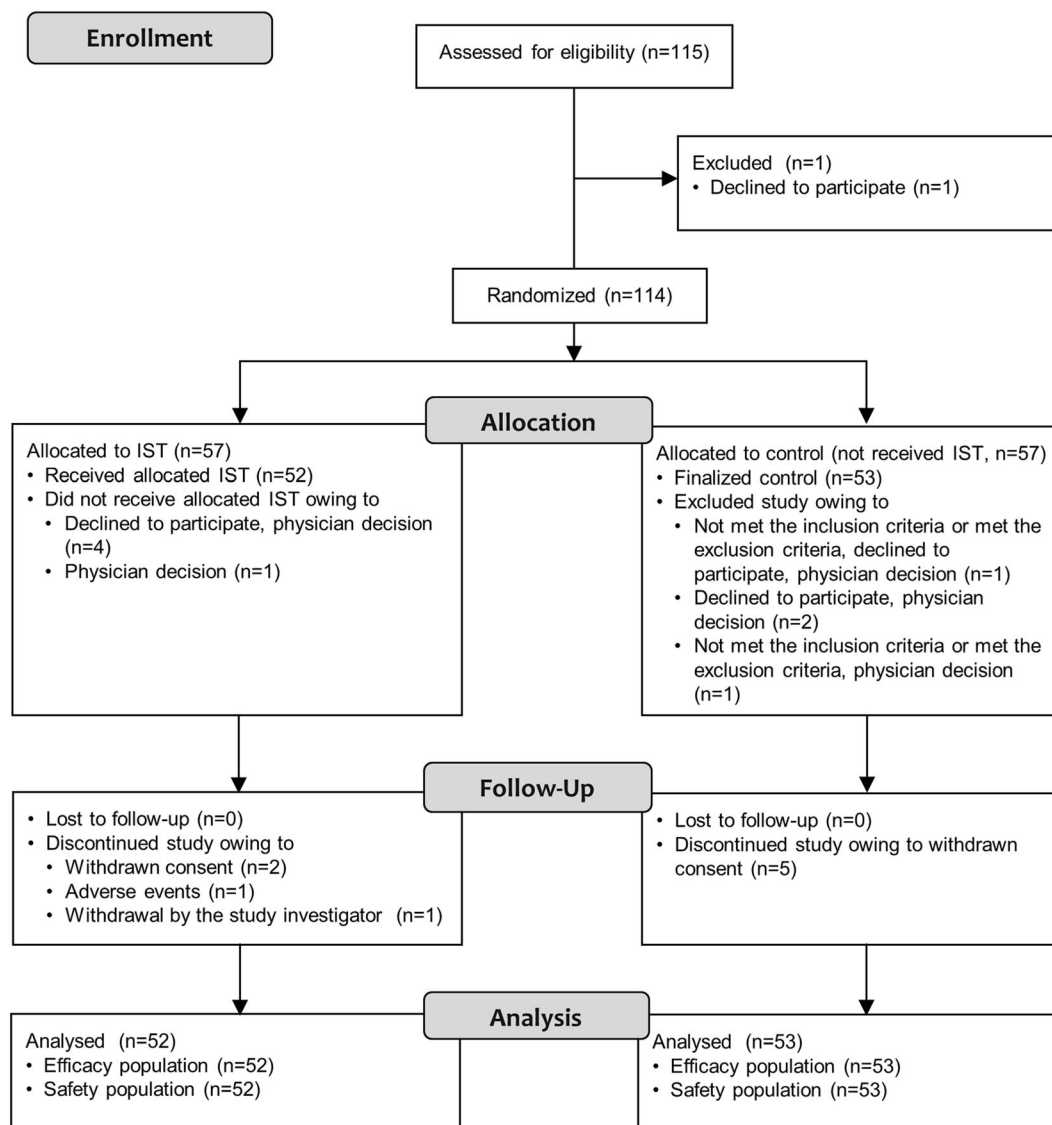 Enrollment
Assessed for eligibility (n=115)
Excluded (n=1)
• Declined to participate (n=1)
Randomized (n=114)
Allocation
Allocated to IST (n=57)
• Received allocated IST (n=52)
• Did not receive allocated IST owing to
• Declined to participate, physician decision
(n=4)
• Physician decision (n=1)
Allocated to control (not received IST, n=57)
• Finalized control (n=53)
• Excluded study owing to
• Not met the inclusion criteria or met the
exclusion criteria, declined to
participate, physician decision (n=1)
• Declined to participate, physician
decision (n=2)
• Not met the inclusion criteria or met the
exclusion criteria, physician decision
(n=1)
Follow-Up
• Lost to follow-up (n=0)
• Discontinued study owing to
• Withdrawn consent (n=2)
• Adverse events (n=1)
• Withdrawal by the study investigator (n=1)
• Lost to follow-up (n=0)
• Discontinued study owing to withdrawn
consent (n=5)
Analysis
Analysed (n=52)
• Efficacy population (n=52)
• Safety population (n=52)
Analysed (n=53)
• Efficacy population (n=53)
• Safety population (n=53)